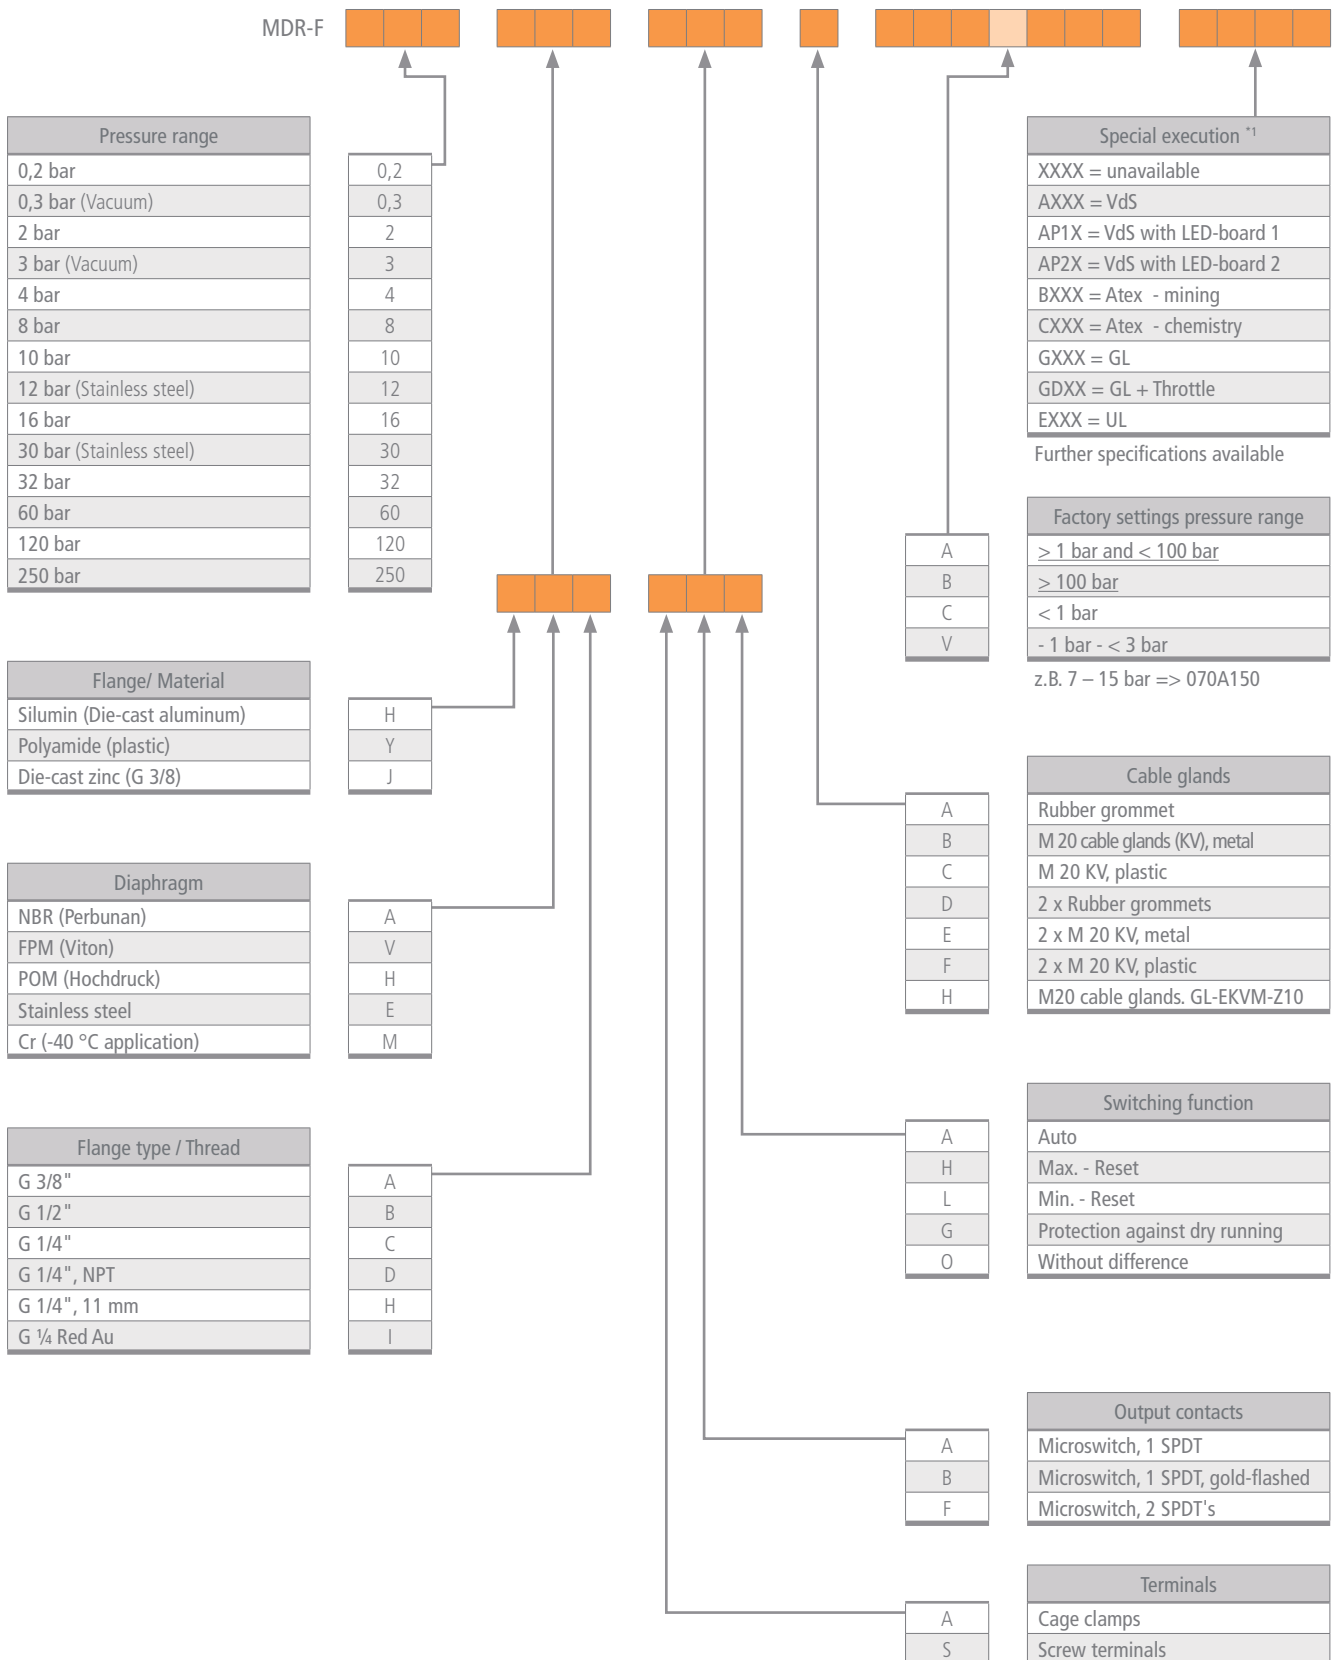 MDR-F
Pressure range
0,2 bar 0,2
0,3 bar (Vacuum) 0,3
2 bar 2
3 bar (Vacuum) 3
4 bar 4
8 bar 8
10 bar 10
12 bar (Stainless steel) 12
16 bar 16
30 bar (Stainless steel) 30
32 bar 32
60 bar 60
120 bar 120
250 bar 250
Flange/ Material
Silumin (Die-cast aluminum) H
Polyamide (plastic) Y
Die-cast zinc (G 3/8) J
Diaphragm
NBR (Perbunan) A
FPM (Viton) V
POM (Hochdruck) H
Stainless steel E
Cr (-40 °C application) M
Flange type / Thread
G 3/8" A
G 1/2" B
G 1/4" C
G 1/4", NPT D
G 1/4", 11 mm H
G ¼ Red Au I
Special execution *1
XXXX = unavailable
AXXX = VdS
AP1X = VdS with LED-board 1
AP2X = VdS with LED-board 2
BXXX = Atex - mining
CXXX = Atex - chemistry
GXXX = GL
GDXX = GL + Throttle
EXXX = UL
Further specifications available
Factory settings pressure range
A > 1 bar and < 100 bar
B > 100 bar
C < 1 bar
V - 1 bar - < 3 bar
z.B. 7 – 15 bar => 070A150
Cable glands
A Rubber grommet
B M 20 cable glands (KV), metal
C M 20 KV, plastic
D 2 x Rubber grommets
E 2 x M 20 KV, metal
F 2 x M 20 KV, plastic
H M20 cable glands. GL-EKVM-Z10
Switching function
A Auto
H Max. - Reset
L Min. - Reset
G Protection against dry running
O Without difference
Output contacts
A Microswitch, 1 SPDT
B Microswitch, 1 SPDT, gold-flashed
F Microswitch, 2 SPDT's
Terminals
A Cage clamps
S Screw terminals